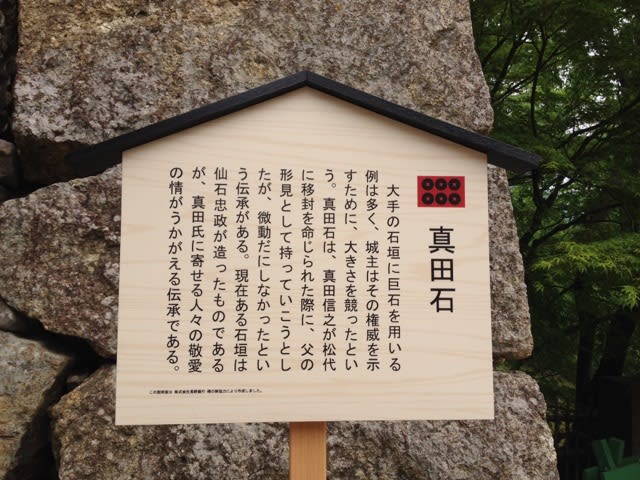 真田石
大手の石垣に巨石を用いる
例は多く、城主はその権威を示
すために、大きさを競ったとい
う。真田石は、真田信之が松代
に移封を命じられた際に、父の
形見として持っていこうとし
たが、微動だにしなかったとい
う伝承がある。現在ある石垣は
仙石忠政が造ったものである
が、真田氏に寄せる人々の敬愛
の情がうかがえる伝承である。